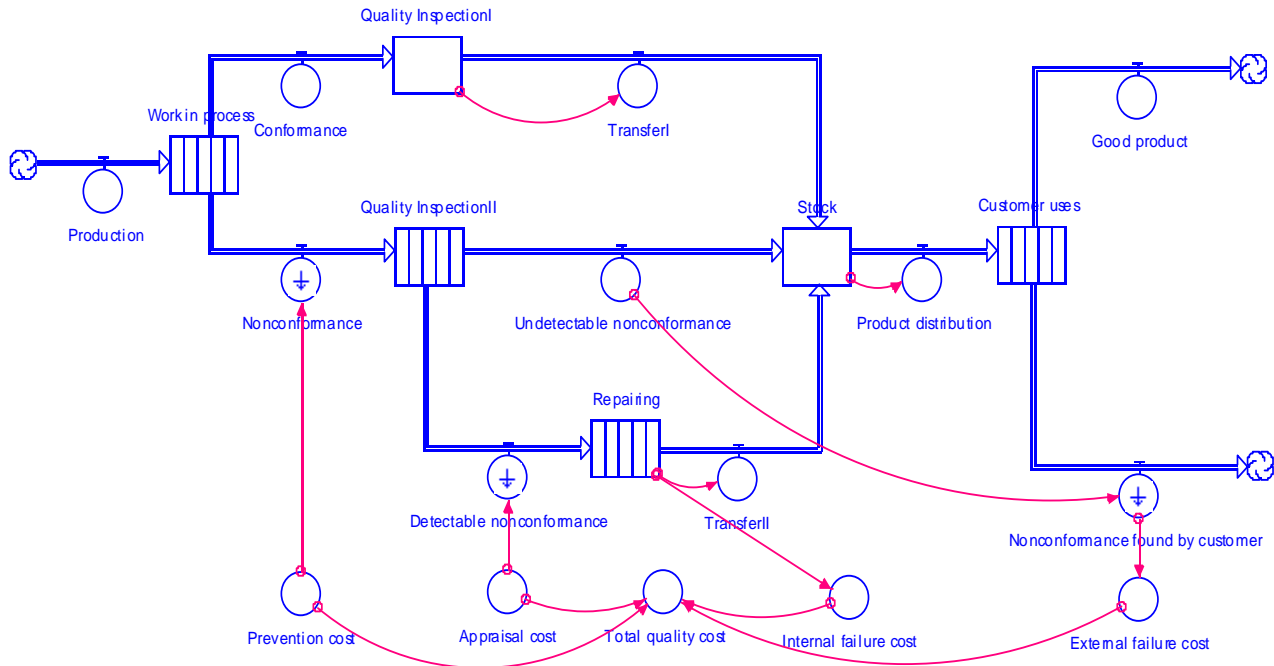 Quality InspectionI
Work in process
Conformance
TransferI
Good product
Production
Quality InspectionII
Stock
Customer uses
Nonconformance
Undetectable nonconformance
Product distribution
Repairing
Detectable nonconformance
TransferII
Nonconformance found by customer
Prevention cost
Appraisal cost
Total quality cost
Internal failure cost
External failure cost